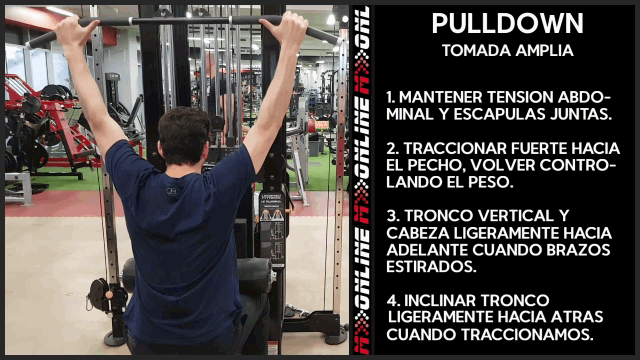 PULLDOWN
TOMADA AMPLIA
1. MANTENER TENSION ABDO-
MINAL Y ESCAPULAS JUNTAS.
2. TRACCIONAR FUERTE HACIA
EL PECHO, VOLVER CONTRO-
LANDO EL PESO.
3. TRONCO VERTICAL Y
CABEZA LIGERAMENTE HACIA
ADELANTE CUANDO BRAZOS
ESTIRADOS.
4. INCLINAR TRONCO
LIGERAMENTE HACIA ATRAS
CUANDO TRACCIONAMOS.
ONLINE
ONLINE
ONL